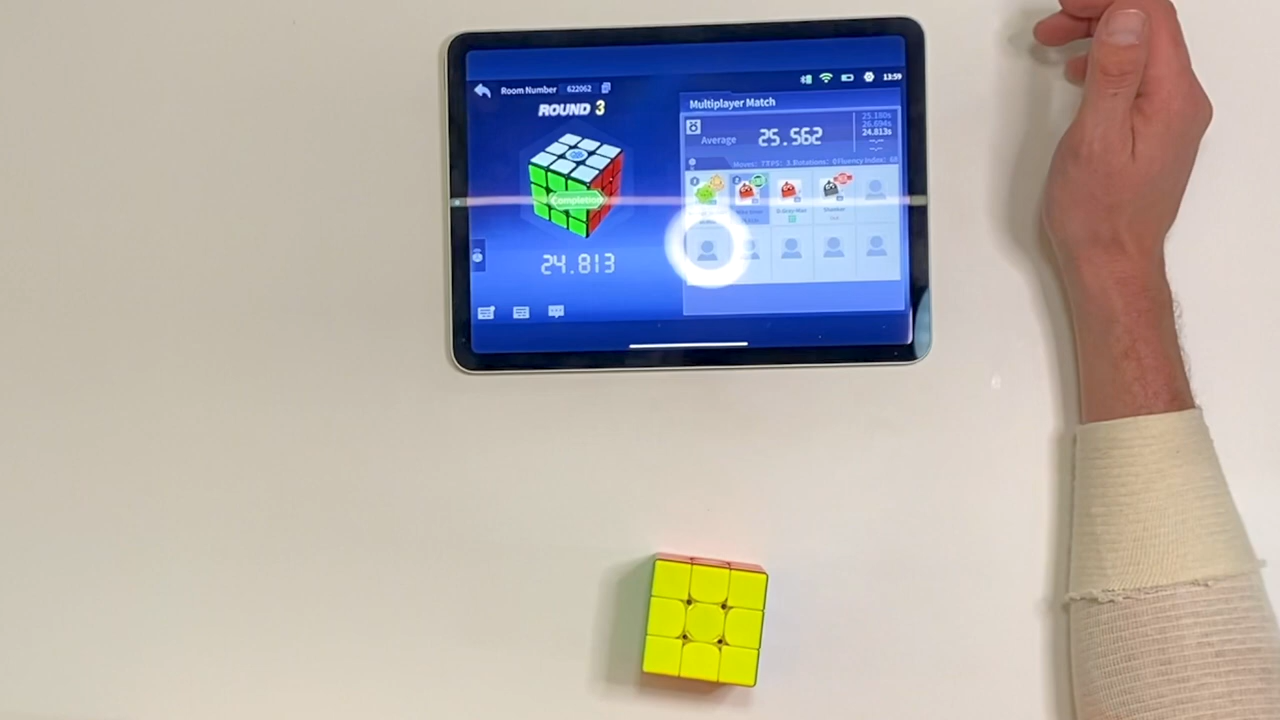 Room Number 622062
13:59
ROUND 3
Completion
24.813
Multiplayer Match
Average 25.562
25.180s
26.694s
24.813s
--.--
--.--